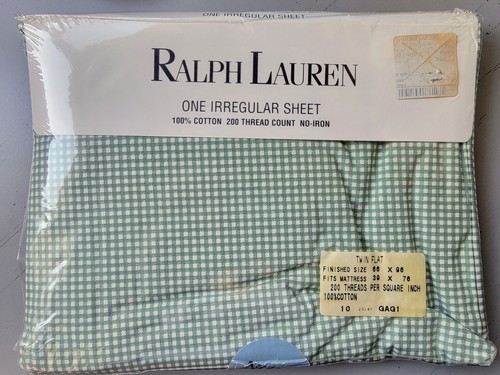 ONE IRREGULAR SHEET
RALPH LAUREN
ONE IRREGULAR SHEET
100% COTTON 200 THREAD COUNT NO-IRON
TWIN FLAT
FINISHED SIZE 66 X 96
FITS MATTRESS 39 X 76
200 THREADS PER SQUARE INCH
100%COTTON
10 GAG1